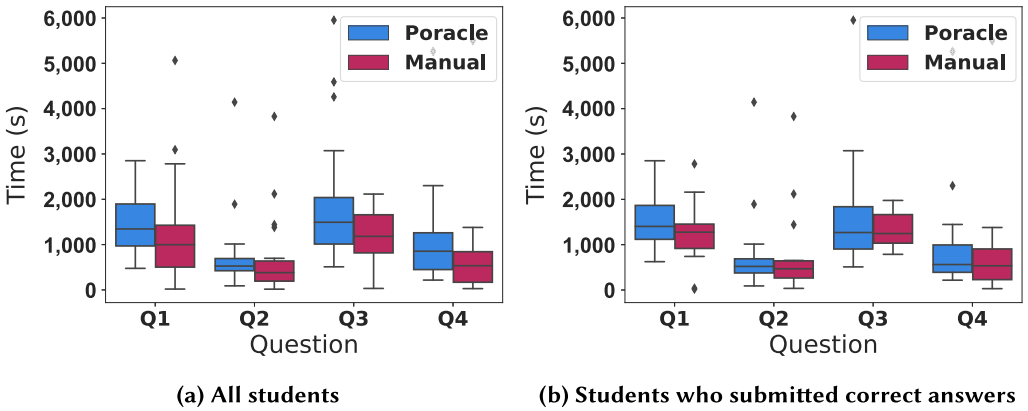 6,000
5,000
4,000
3,000
2,000
1,000
0
Time (s)
Poracle
Manual
Q1 Q2 Q3 Q4
Question
(a) All students
6,000
5,000
4,000
3,000
2,000
1,000
0
Time (s)
Poracle
Manual
Q1 Q2 Q3 Q4
Question
(b) Students who submitted correct answers